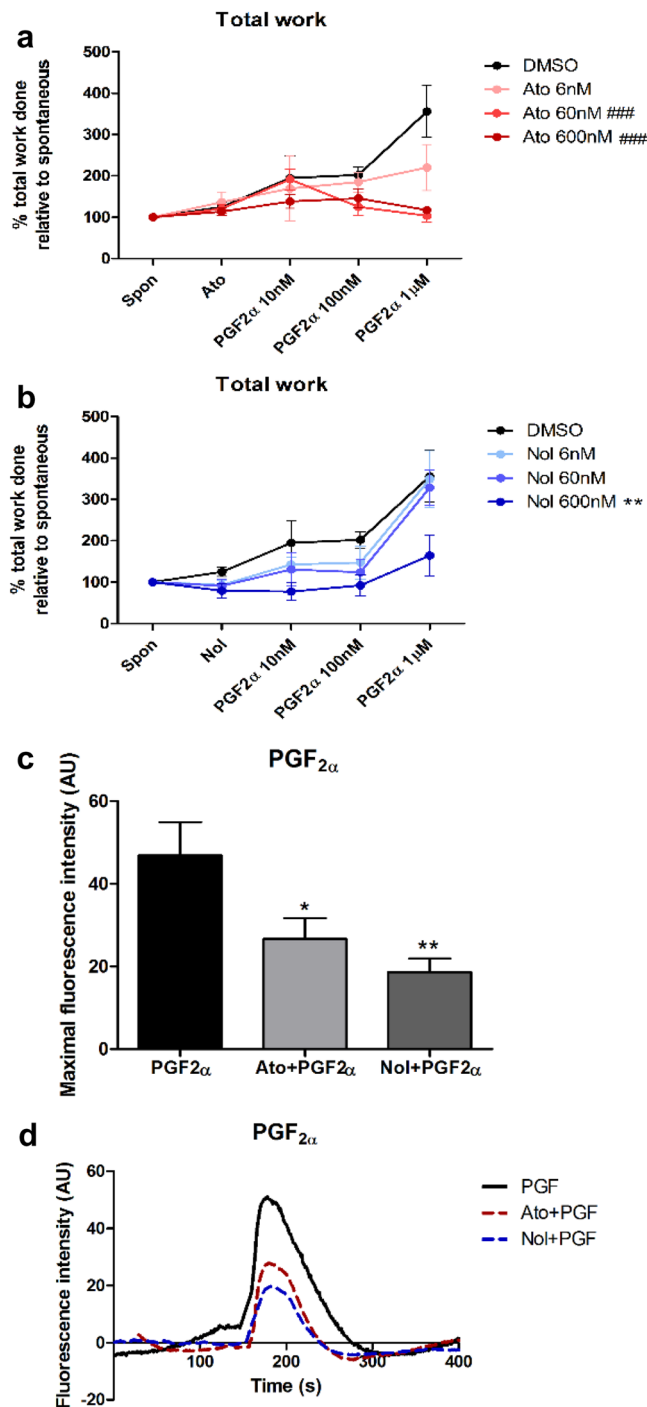 a
Total work
% total work done
relative to spontaneous
500
400
300
200
100
0
Spon
Ato
PGF2α 10nM
PGF2α 100nM
PGF2α 1μM
DMSO
Ato 6nM
Ato 60nM ###
Ato 600nM ###
b
Total work
% total work done
relative to spontaneous
500
400
300
200
100
0
Spon
Nol
PGF2α 10nM
PGF2α 100nM
PGF2α 1μM
DMSO
Nol 6nM
Nol 60nM
Nol 600nM **
c
PGF2α
Maximal fluorescence intensity (AU)
60
40
20
0
*
**
PGF2α
Ato+PGF2α
Nol+PGF2α
d
PGF2α
Fluorescence intensity (AU)
60
40
20
0
-20
100
200
300
400
Time (s)
PGF
Ato+PGF
Nol+PGF